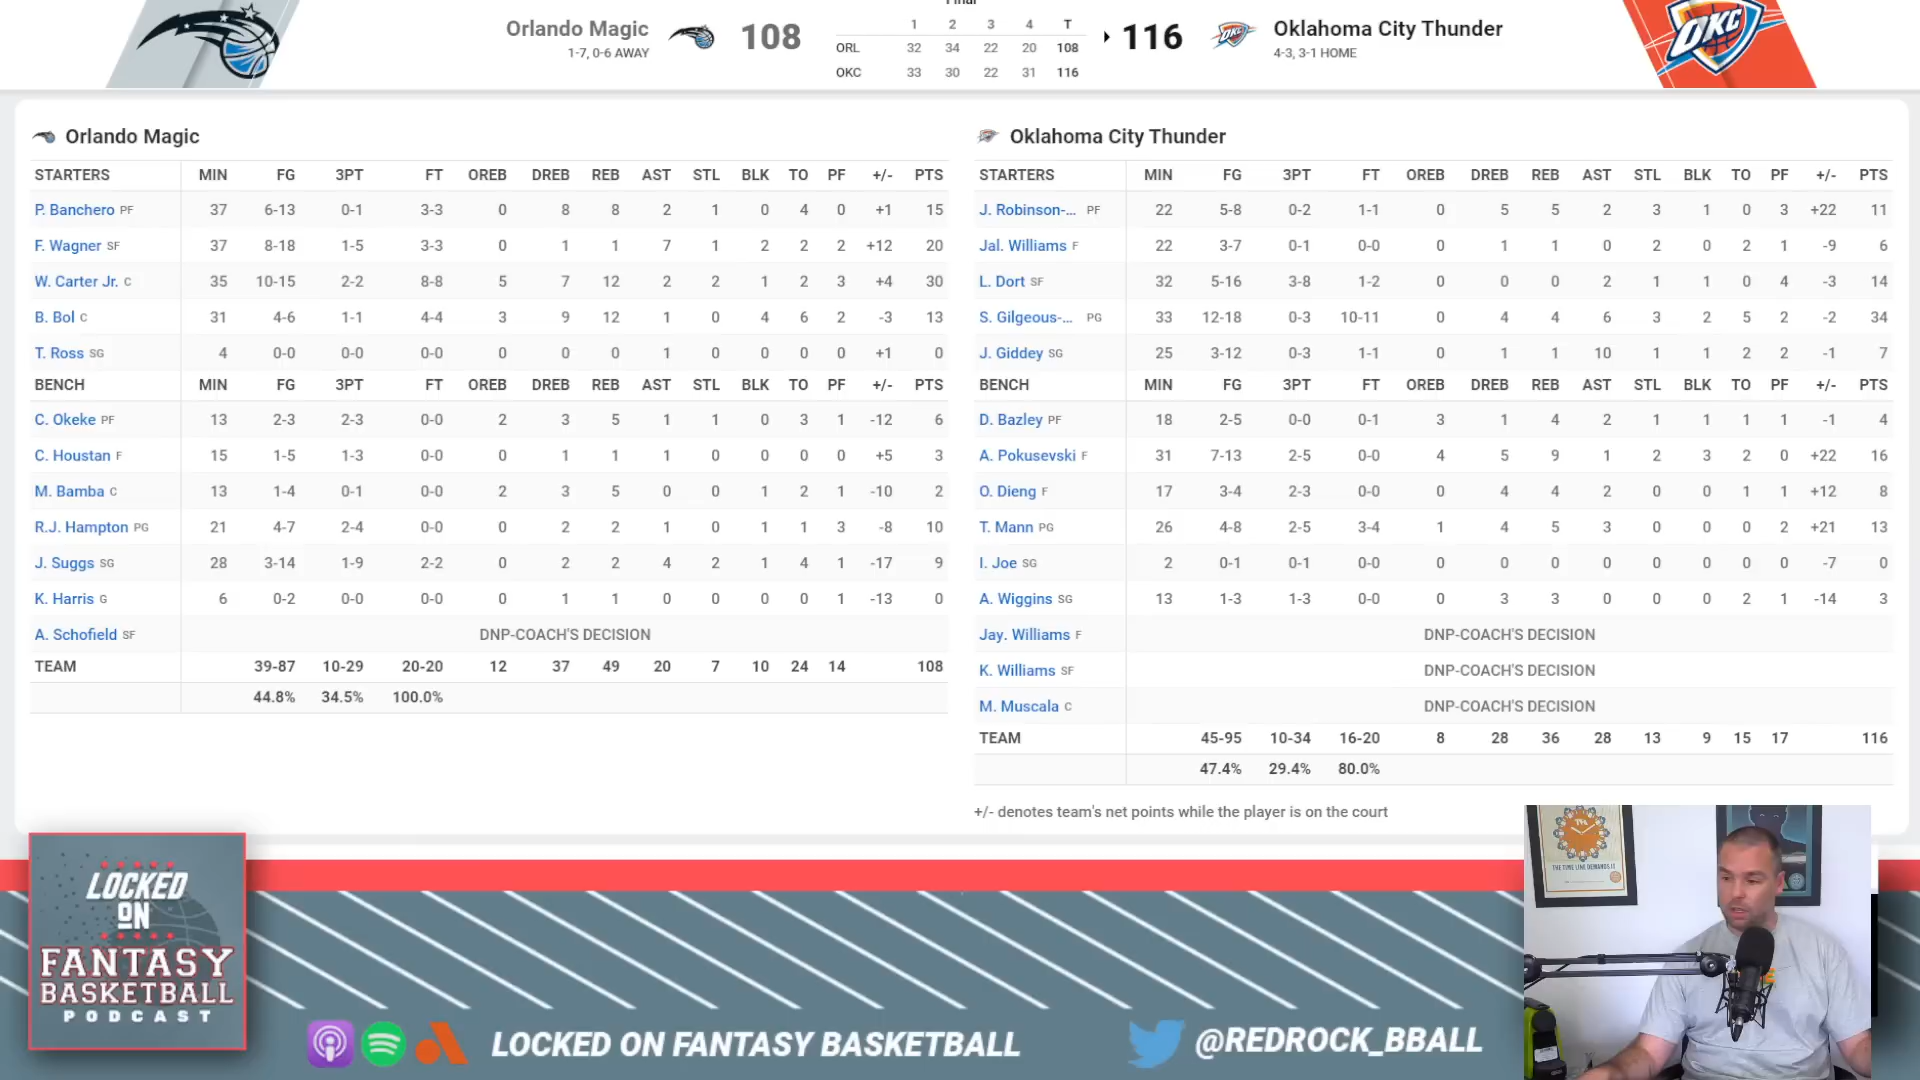 Final
Orlando Magic
1-7, 0-6 AWAY
108
1 2 3 4 T
ORL 32 34 22 20 108
OKC 33 30 22 31 116
116
Oklahoma City Thunder
4-3, 3-1 HOME
OKC
Orlando Magic
STARTERS MIN FG 3PT FT OREB DREB REB AST STL BLK TO PF +/- PTS
P. Banchero PF 37 6-13 0-1 3-3 0 8 8 2 1 0 4 0 +1 15
F. Wagner SF 37 8-18 1-5 3-3 0 1 1 7 1 2 2 2 +12 20
W. Carter Jr. C 35 10-15 2-2 8-8 5 7 12 2 2 1 2 3 +4 30
B. Bol C 31 4-6 1-1 4-4 3 9 12 1 0 4 6 2 -3 13
T. Ross SG 4 0-0 0-0 0-0 0 0 0 1 0 0 0 0 +1 0
BENCH MIN FG 3PT FT OREB DREB REB AST STL BLK TO PF +/- PTS
C. Okeke PF 13 2-3 2-3 0-0 2 3 5 1 1 0 3 1 -12 6
C. Houstan F 15 1-5 1-3 0-0 0 1 1 1 0 0 0 0 +5 3
M. Bamba C 13 1-4 0-1 0-0 2 3 5 0 0 1 2 1 -10 2
R.J. Hampton PG 21 4-7 2-4 0-0 0 2 2 1 0 1 1 3 -8 10
J. Suggs SG 28 3-14 1-9 2-2 0 2 2 4 2 1 4 1 -17 9
K. Harris G 6 0-2 0-0 0-0 0 1 1 0 0 0 0 1 -13 0
A. Schofield SF DNP-COACH'S DECISION
TEAM 39-87 10-29 20-20 12 37 49 20 7 10 24 14 108
44.8% 34.5% 100.0%
Oklahoma City Thunder
STARTERS MIN FG 3PT FT OREB DREB REB AST STL BLK TO PF +/- PTS
J. Robinson-... PF 22 5-8 0-2 1-1 0 5 5 2 3 1 0 3 +22 11
Jal. Williams F 22 3-7 0-1 0-0 0 1 1 0 2 0 2 1 -9 6
L. Dort SF 32 5-16 3-8 1-2 0 0 0 2 1 1 0 4 -3 14
S. Gilgeous-... PG 33 12-18 0-3 10-11 0 4 4 6 3 2 5 2 -2 34
J. Giddey SG 25 3-12 0-3 1-1 0 1 1 10 1 1 2 2 -1 7
BENCH MIN FG 3PT FT OREB DREB REB AST STL BLK TO PF +/- PTS
D. Bazley PF 18 2-5 0-0 0-1 3 1 4 2 1 1 1 1 -1 4
A. Pokusevski F 31 7-13 2-5 0-0 4 5 9 1 2 3 2 0 +22 16
O. Dieng F 17 3-4 2-3 0-0 0 4 4 2 0 0 1 1 +12 8
T. Mann PG 26 4-8 2-5 3-4 1 4 5 3 0 0 0 2 +21 13
I. Joe SG 2 0-1 0-1 0-0 0 0 0 0 0 0 0 0 -7 0
A. Wiggins SG 13 1-3 1-3 0-0 0 3 3 0 0 0 2 1 -14 3
Jay. Williams F DNP-COACH'S DECISION
K. Williams SF DNP-COACH'S DECISION
M. Muscala C DNP-COACH'S DECISION
TEAM 45-95 10-34 16-20 8 28 36 28 13 9 15 17 116
47.4% 29.4% 80.0%
+/- denotes team's net points while the player is on the court
THE TIME LINE DEMANDS IT
LOCKED
ON
FANTASY
BASKETBALL
PODCAST
LOCKED ON FANTASY BASKETBALL
@REDROCK_BBALL